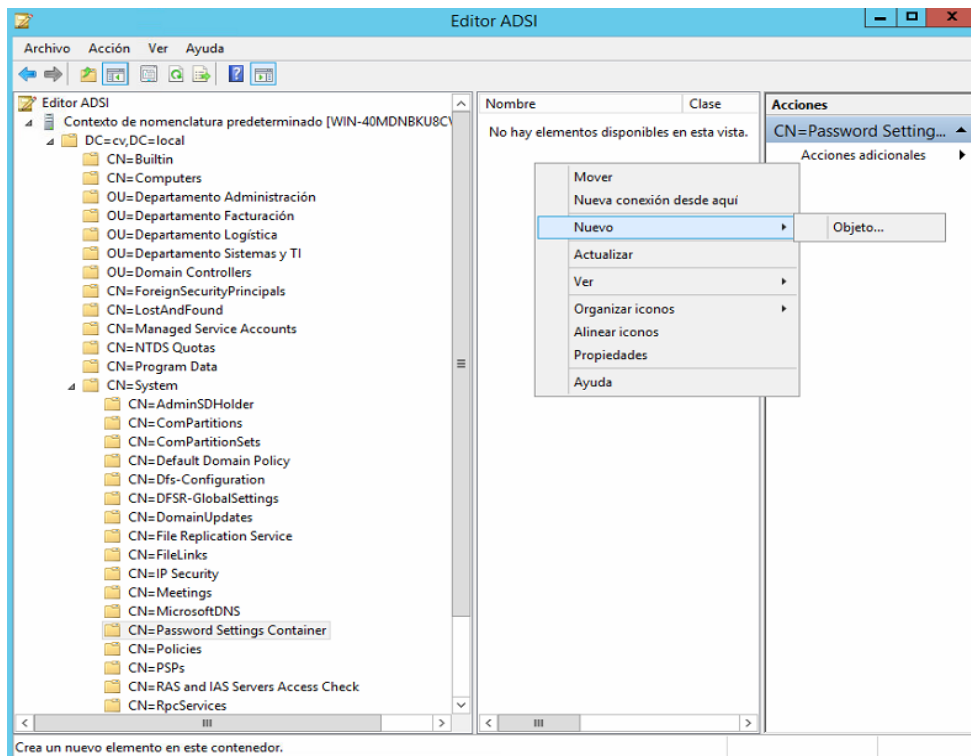 Editor ADSI
Archivo Acción Ver Ayuda
Editor ADSI
Contexto de nomenclatura predeterminado [WIN-40MDNBKU8CV
DC=cv,DC=local
CN=Builtin
CN=Computers
OU=Departamento Administración
OU=Departamento Facturación
OU=Departamento Logística
OU=Departamento Sistemas y TI
OU=Domain Controllers
CN=ForeignSecurityPrincipals
CN=LostAndFound
CN=Managed Service Accounts
CN=NTDS Quotas
CN=Program Data
CN=System
CN=AdminSDHolder
CN=ComPartitions
CN=ComPartitionSets
CN=Default Domain Policy
CN=Dfs-Configuration
CN=DFSR-GlobalSettings
CN=DomainUpdates
CN=File Replication Service
CN=FileLinks
CN=IP Security
CN=Meetings
CN=MicrosoftDNS
CN=Password Settings Container
CN=Policies
CN=PSPs
CN=RAS and IAS Servers Access Check
CN=RpcServices
Nombre Clase
No hay elementos disponibles en esta vista.
Mover
Nueva conexión desde aquí
Nuevo
Objeto...
Actualizar
Ver
Organizar iconos
Alinear iconos
Propiedades
Ayuda
Acciones
CN=Password Setting...
Acciones adicionales
Crea un nuevo elemento en este contenedor.